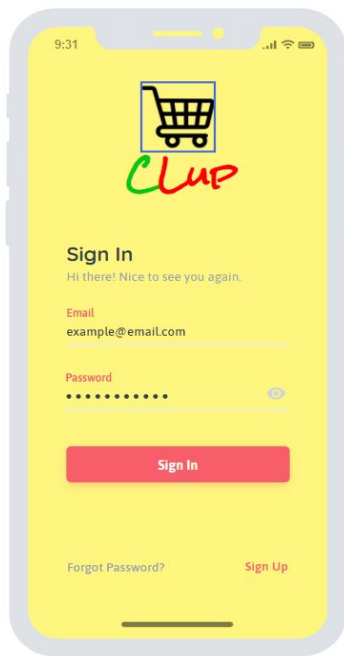 9:31
CLup
Sign In
Hi there! Nice to see you again.
Email
example@email.com
Password
•••••••••••
Sign In
Forgot Password? Sign Up